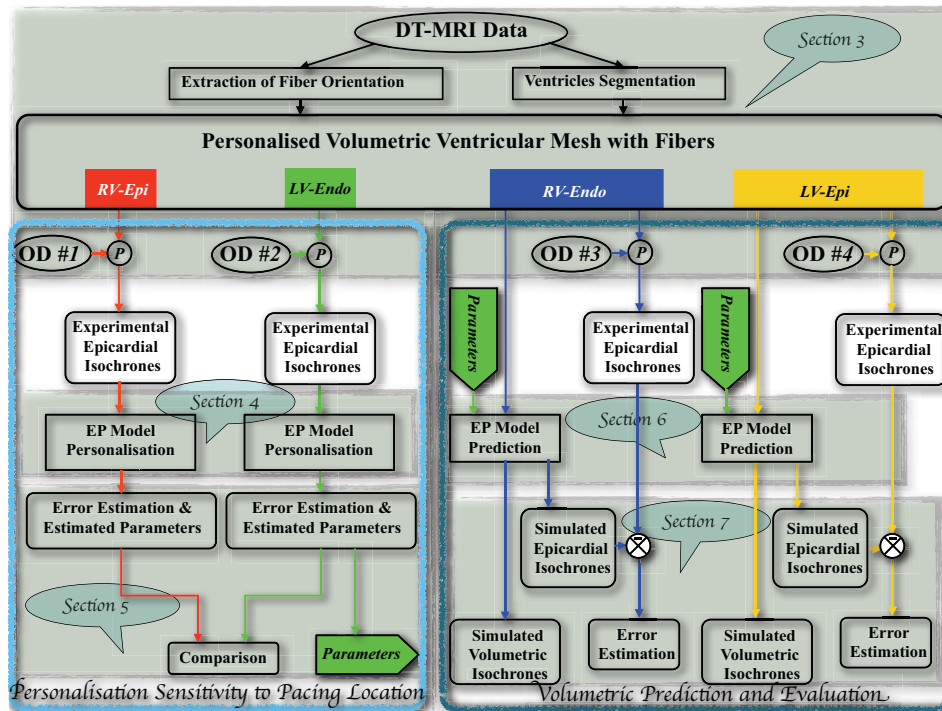 DT-MRI Data
Section 3
Extraction of Fiber Orientation
Ventricles Segmentation
Personalised Volumetric Ventricular Mesh with Fibers
RV-Epi
LV-Endo
RV-Endo
LV-Epi
OD #1
P
OD #2
P
OD #3
P
OD #4
P
Experimental
Epicardial
Isochrones
Experimental
Epicardial
Isochrones
Parameters
Experimental
Epicardial
Isochrones
Parameters
Experimental
Epicardial
Isochrones
Section 4
EP Model
Personalisation
EP Model
Personalisation
EP Model
Prediction
Section 6
EP Model
Prediction
Error Estimation &
Estimated Parameters
Error Estimation &
Estimated Parameters
Simulated
Epicardial
Isochrones
Section 7
Simulated
Epicardial
Isochrones
Section 5
Comparison
Parameters
Simulated
Volumetric
Isochrones
Error
Estimation
Simulated
Volumetric
Isochrones
Error
Estimation
Personalisation Sensitivity to Pacing Location
Volumetric Prediction and Evaluation